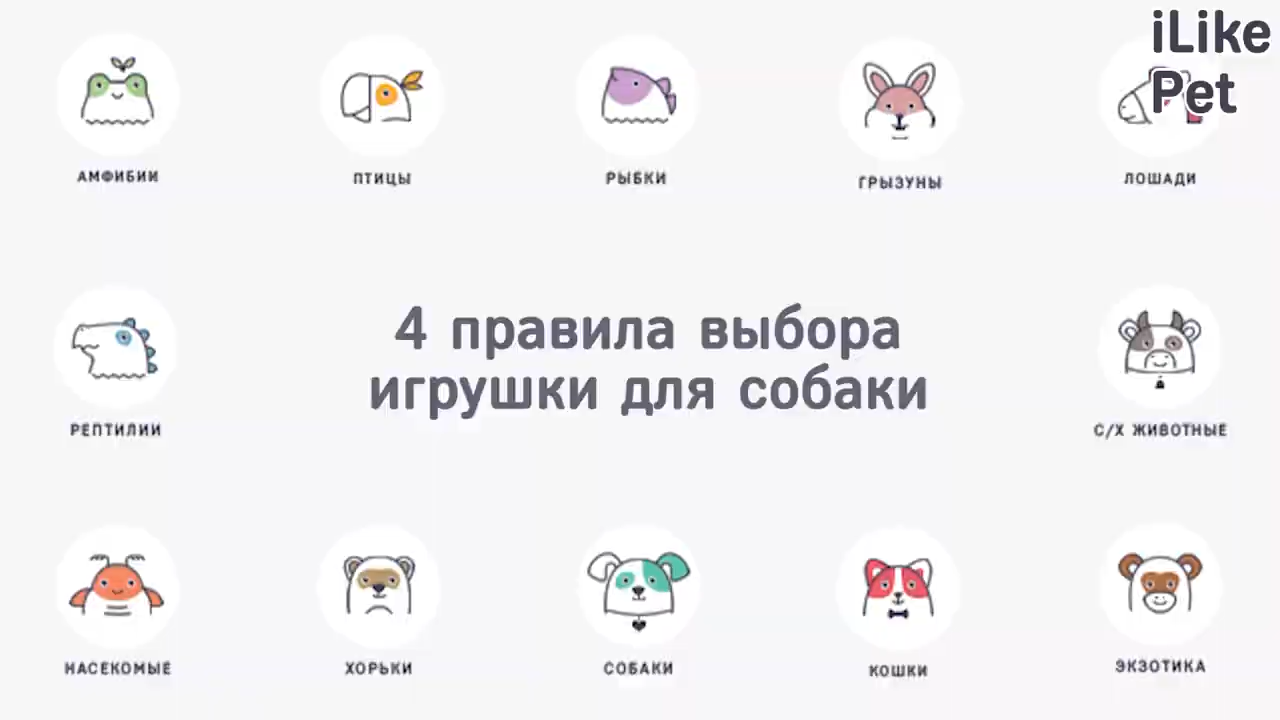 iLike
Pet
АМФИБИИ
ПТИЦЫ
РЫБКИ
ГРЫЗУНЫ
ЛОШАДИ
4 правила выбора
игрушки для собаки
РЕПТИЛИИ
С/Х ЖИВОТНЫЕ
НАСЕКОМЫЕ
ХОРЬКИ
СОБАКИ
КОШКИ
ЭКЗОТИКА